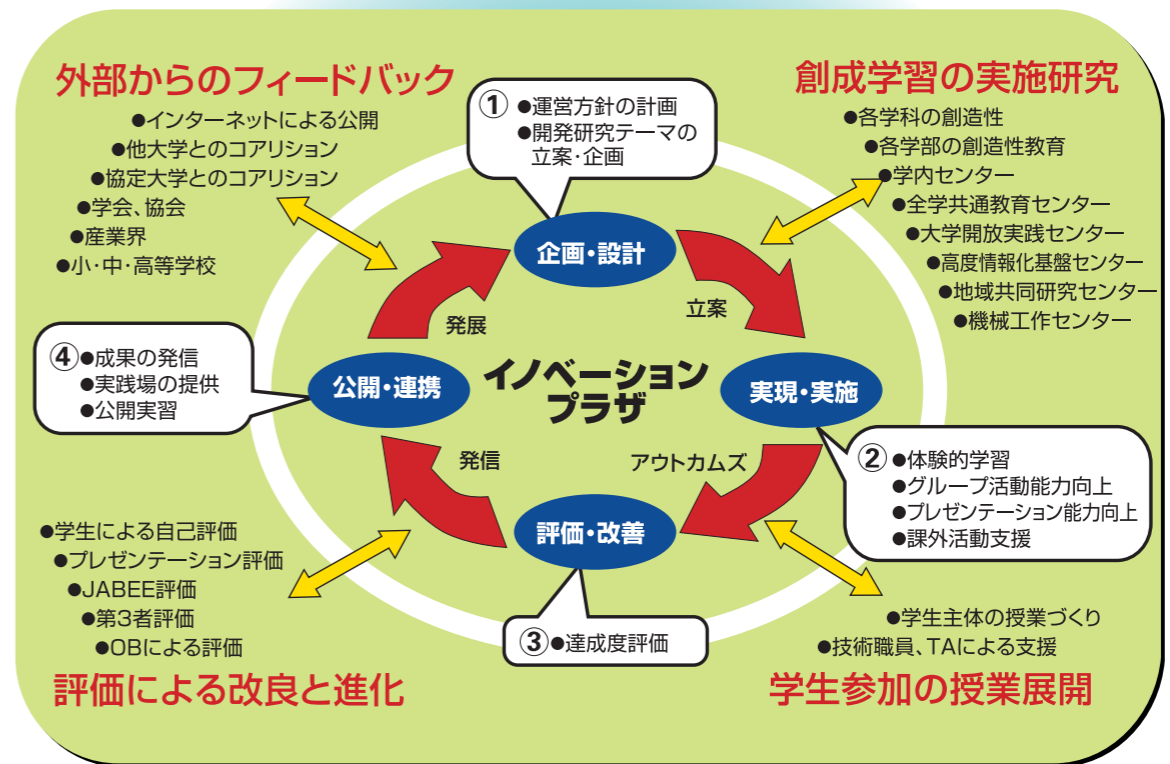 外部からのフィードバック
●インターネットによる公開
●他大学とのコアリション
●協定大学とのコアリション
●学会、協会
●産業界
●小・中・高等学校
① ●運営方針の計画
●開発研究テーマの
立案・企画
創成学習の実施研究
●各学科の創造性
●各学部の創造性教育
●学内センター
●全学共通教育センター
●大学開放実践センター
●高度情報化基盤センター
●地域共同研究センター
●機械工作センター
企画・設計
立案
発展
④ ●成果の発信
●実践場の提供
●公開実習
公開・連携
イノベーション
プラザ
実現・実施
発信
アウトカムズ
② ●体験的学習
●グループ活動能力向上
●プレゼンテーション能力向上
●課外活動支援
評価・改善
③ ●達成度評価
●学生による自己評価
●プレゼンテーション評価
●JABEE評価
●第3者評価
●OBによる評価
評価による改良と進化
●学生主体の授業づくり
●技術職員、TAによる支援
学生参加の授業展開